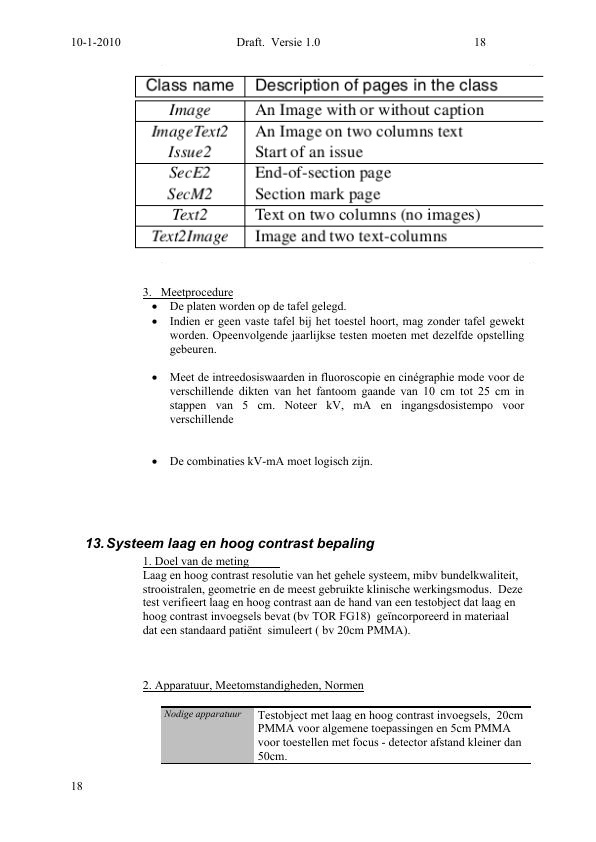 10-1-2010 Draft. Versie 1.0 18
Class name Description of pages in the class
Image An Image with or without caption
ImageText2 An Image on two columns text
Issue2 Start of an issue
SecE2 End-of-section page
SecM2 Section mark page
Text2 Text on two columns (no images)
Text2Image Image and two text-columns
3. Meetprocedure
• De platen worden op de tafel gelegd.
• Indien er geen vaste tafel bij het toestel hoort, mag zonder tafel gewekt
worden. Opeenvolgende jaarlijkse testen moeten met dezelfde opstelling
gebeuren.
• Meet de intreedosiswaarden in fluoroscopie en cinégraphie mode voor de
verschillende dikten van het fantoom gaande van 10 cm tot 25 cm in
stappen van 5 cm. Noteer kV, mA en ingangsdosistempo voor
verschillende
• De combinaties kV-mA moet logisch zijn.
13. Systeem laag en hoog contrast bepaling
1. Doel van de meting
Laag en hoog contrast resolutie van het gehele systeem, mibv bundelkwaliteit,
strooistralen, geometrie en de meest gebruikte klinische werkingsmodus. Deze
test verifieert laag en hoog contrast aan de hand van een testobject dat laag en
hoog contrast invoegsels bevat (bv TOR FG18) geïncorporeerd in materiaal
dat een standaard patiënt simuleert ( bv 20cm PMMA).
2. Apparatuur, Meetomstandigheden, Normen
Nodige apparatuur Testobject met laag en hoog contrast invoegsels, 20cm
PMMA voor algemene toepassingen en 5cm PMMA
voor toestellen met focus - detector afstand kleiner dan
50cm.
18